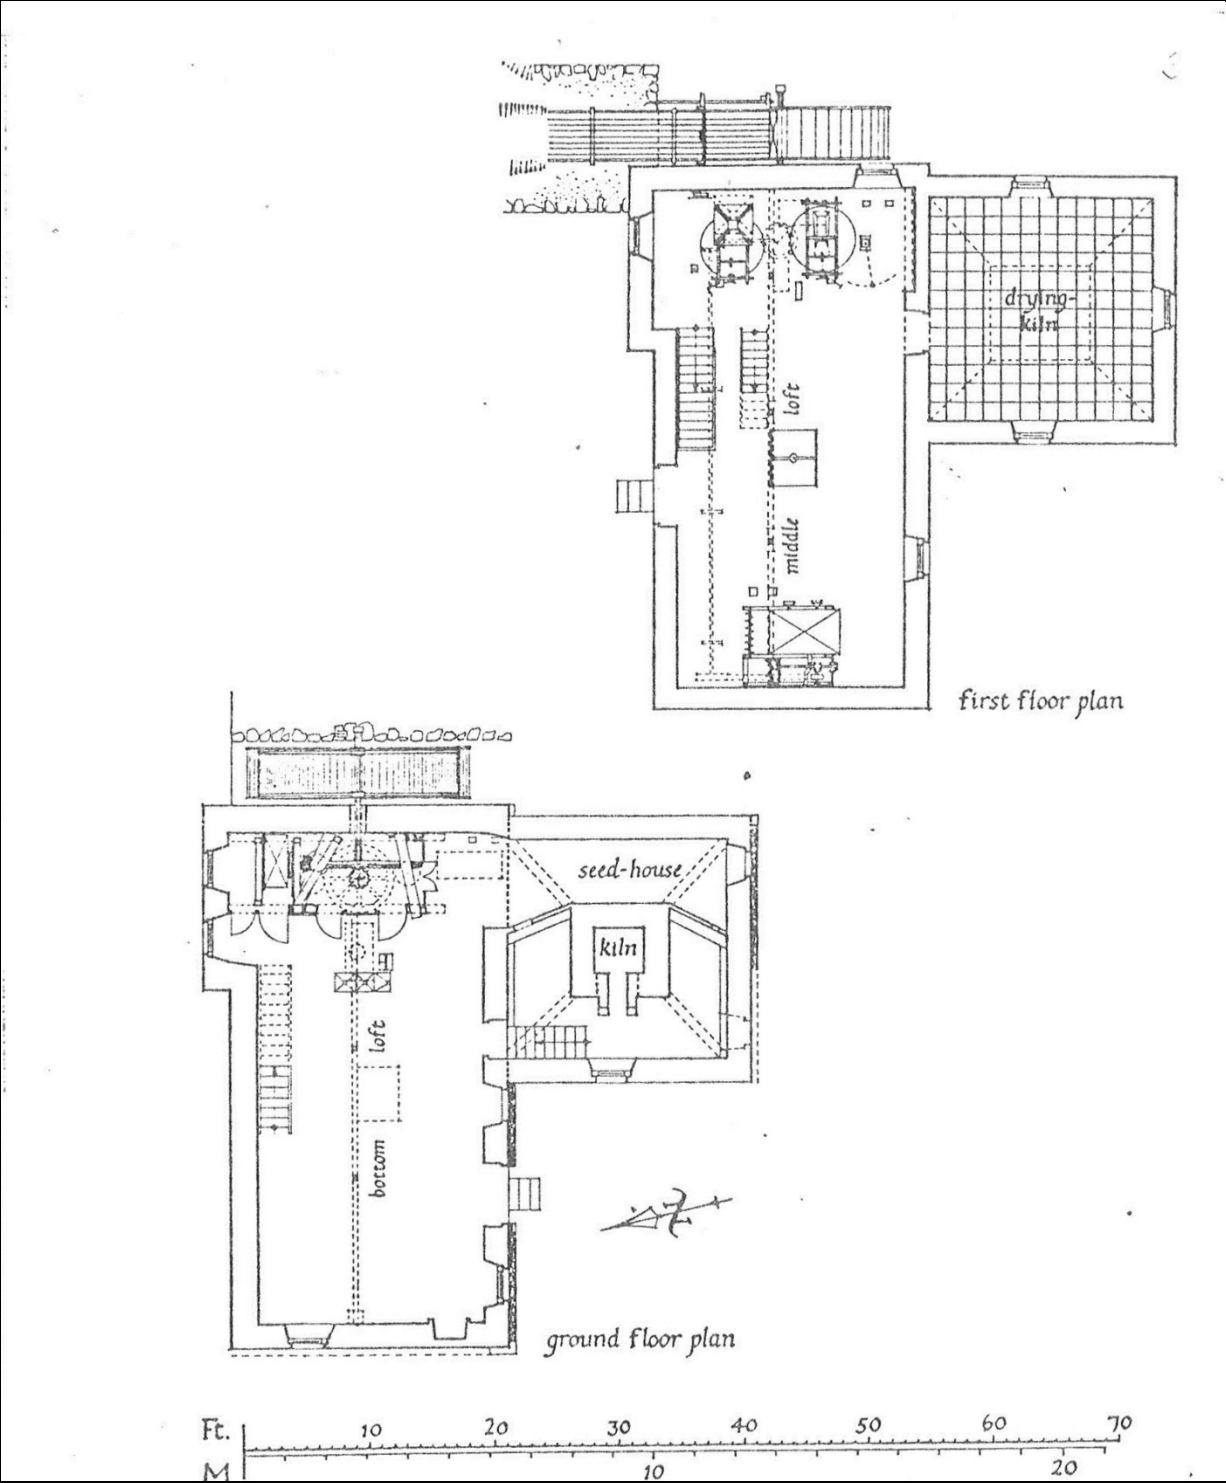 drying-
kiln
loft
middle
first floor plan
seed-house
kiln
loft
bottom
N
ground floor plan
Ft. 10 20 30 40 50 60 70
M 10 20